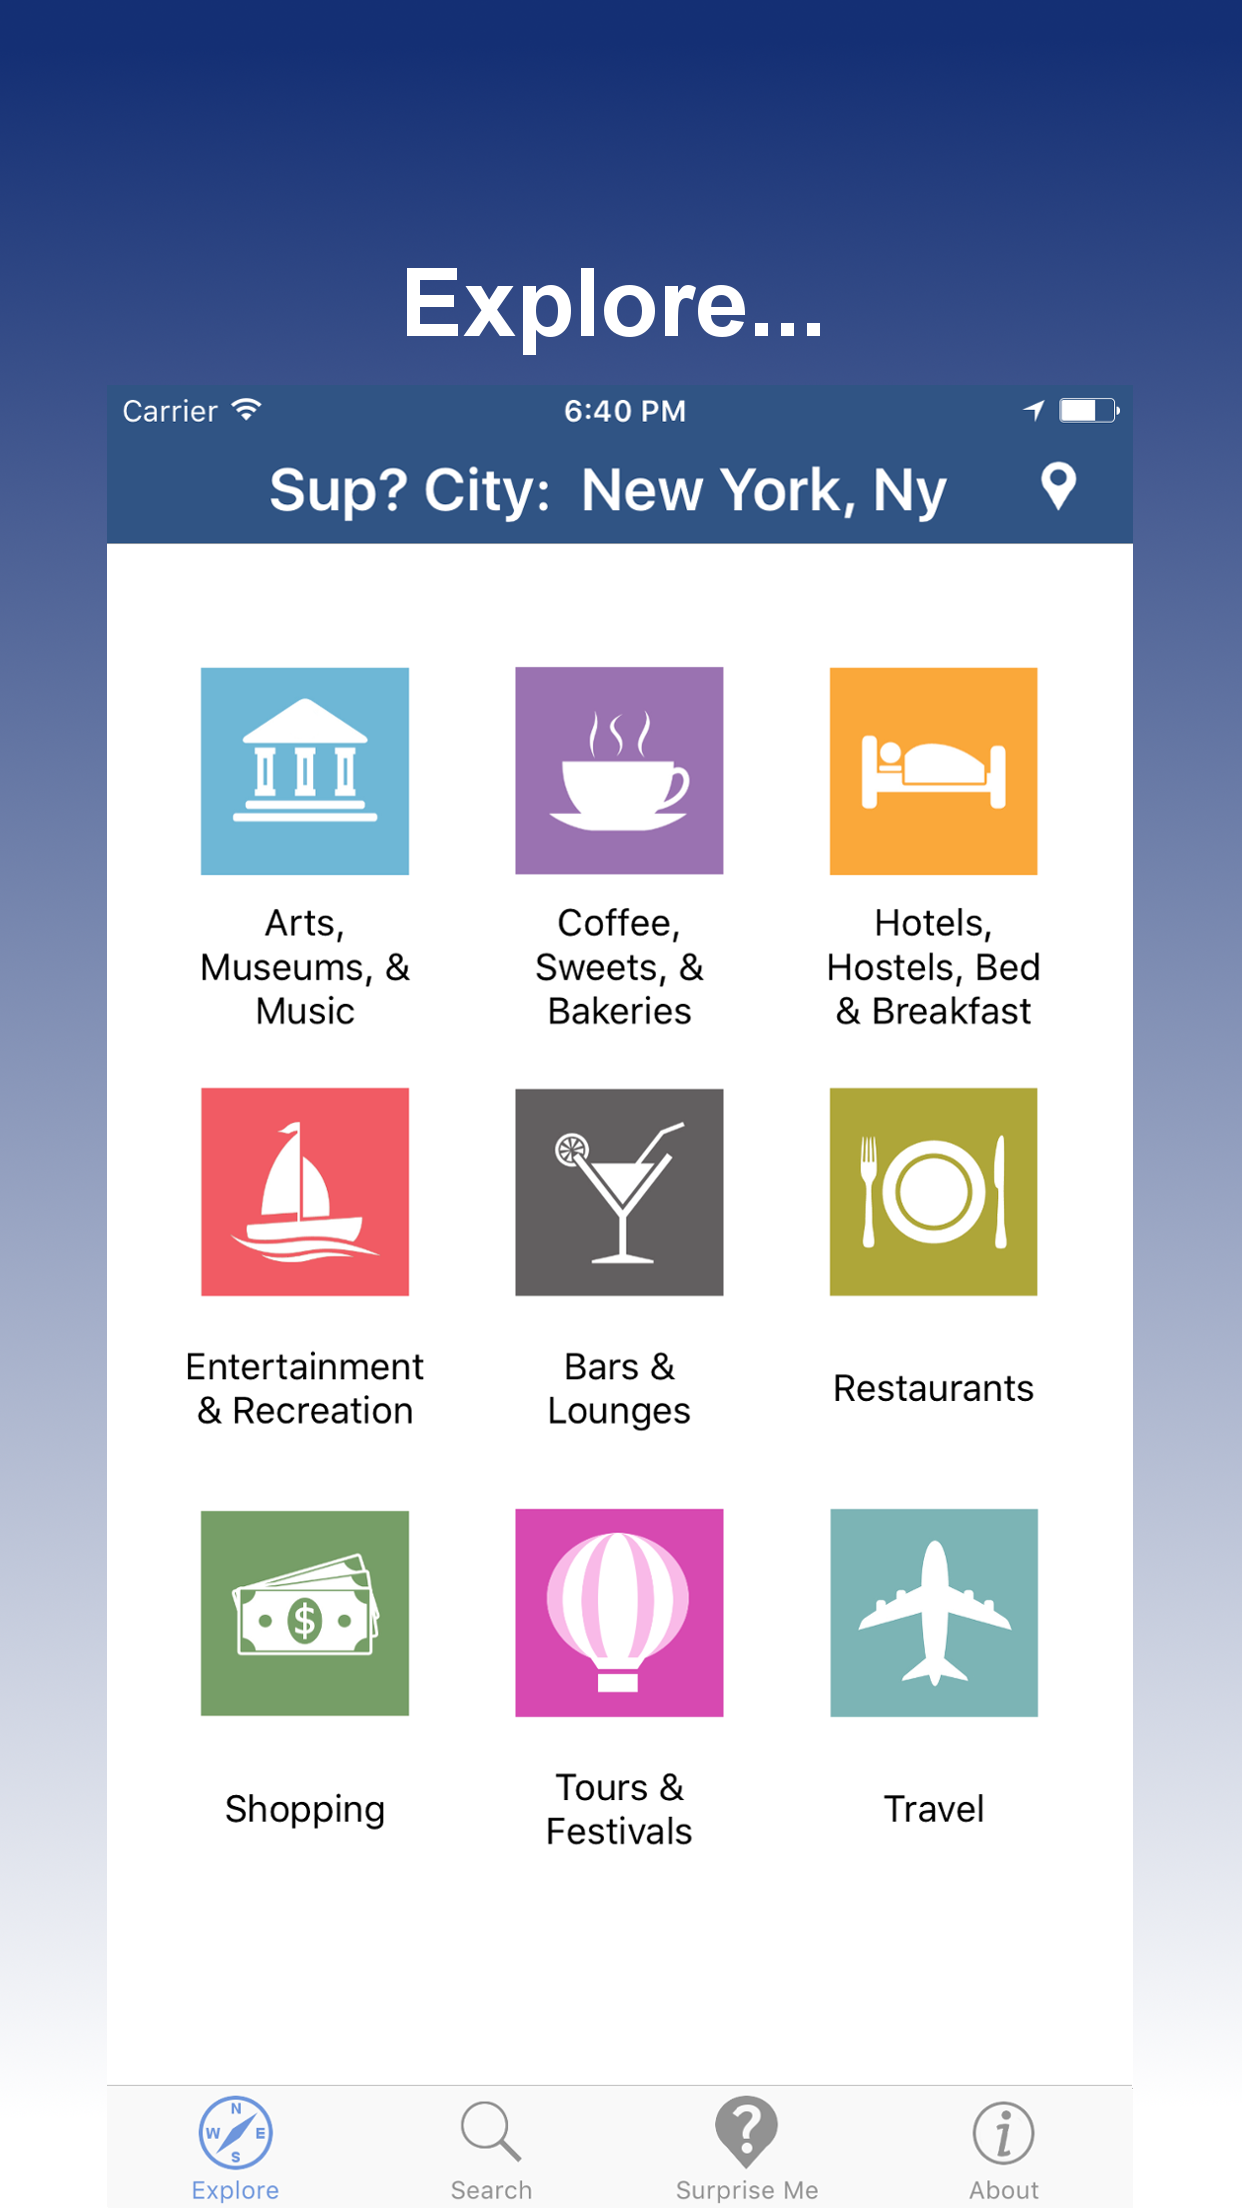 Explore...
Carrier
6:40 PM
Sup? City: New York, Ny
Arts,
Museums, &
Music
Coffee,
Sweets, &
Bakeries
Hotels,
Hostels, Bed
& Breakfast
Entertainment
& Recreation
Bars &
Lounges
Restaurants
$
Shopping
Tours &
Festivals
Travel
N
W E
S
Explore
Search
?
Surprise Me
i
About